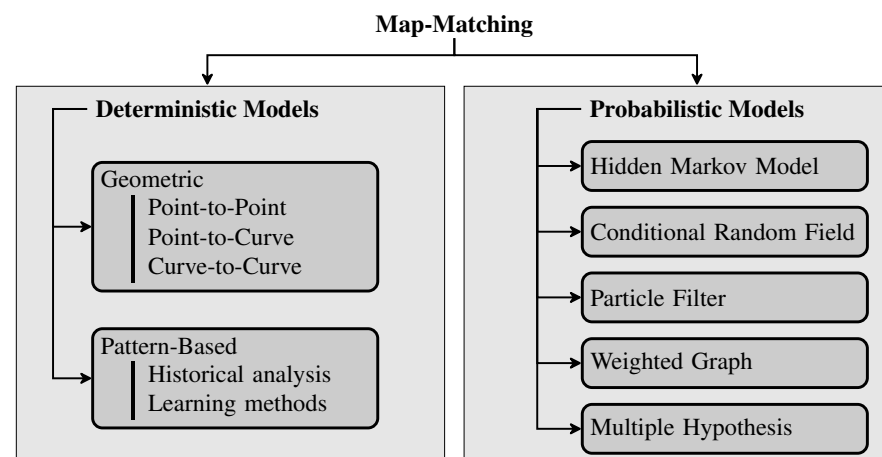 Map-Matching
Deterministic Models
Geometric
Point-to-Point
Point-to-Curve
Curve-to-Curve
Pattern-Based
Historical analysis
Learning methods
Probabilistic Models
Hidden Markov Model
Conditional Random Field
Particle Filter
Weighted Graph
Multiple Hypothesis